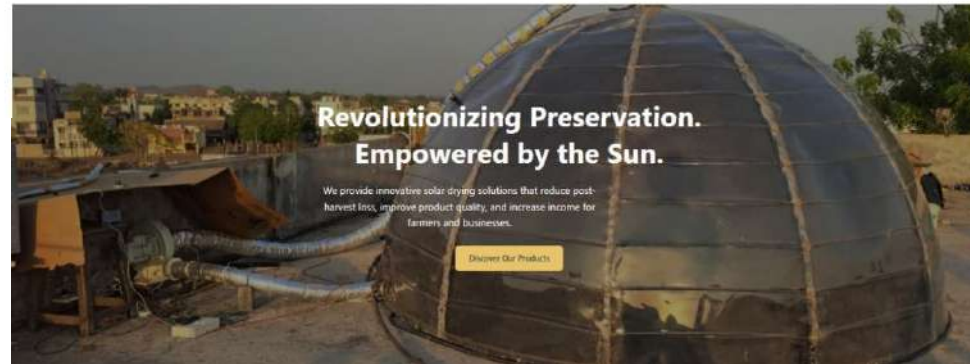 Revolutionizing Preservation.
Empowered by the Sun.
We provide innovative solar drying solutions that reduce post-
harvest loss, improve product quality, and increase income for
farmers and businesses.
Discover Our Products